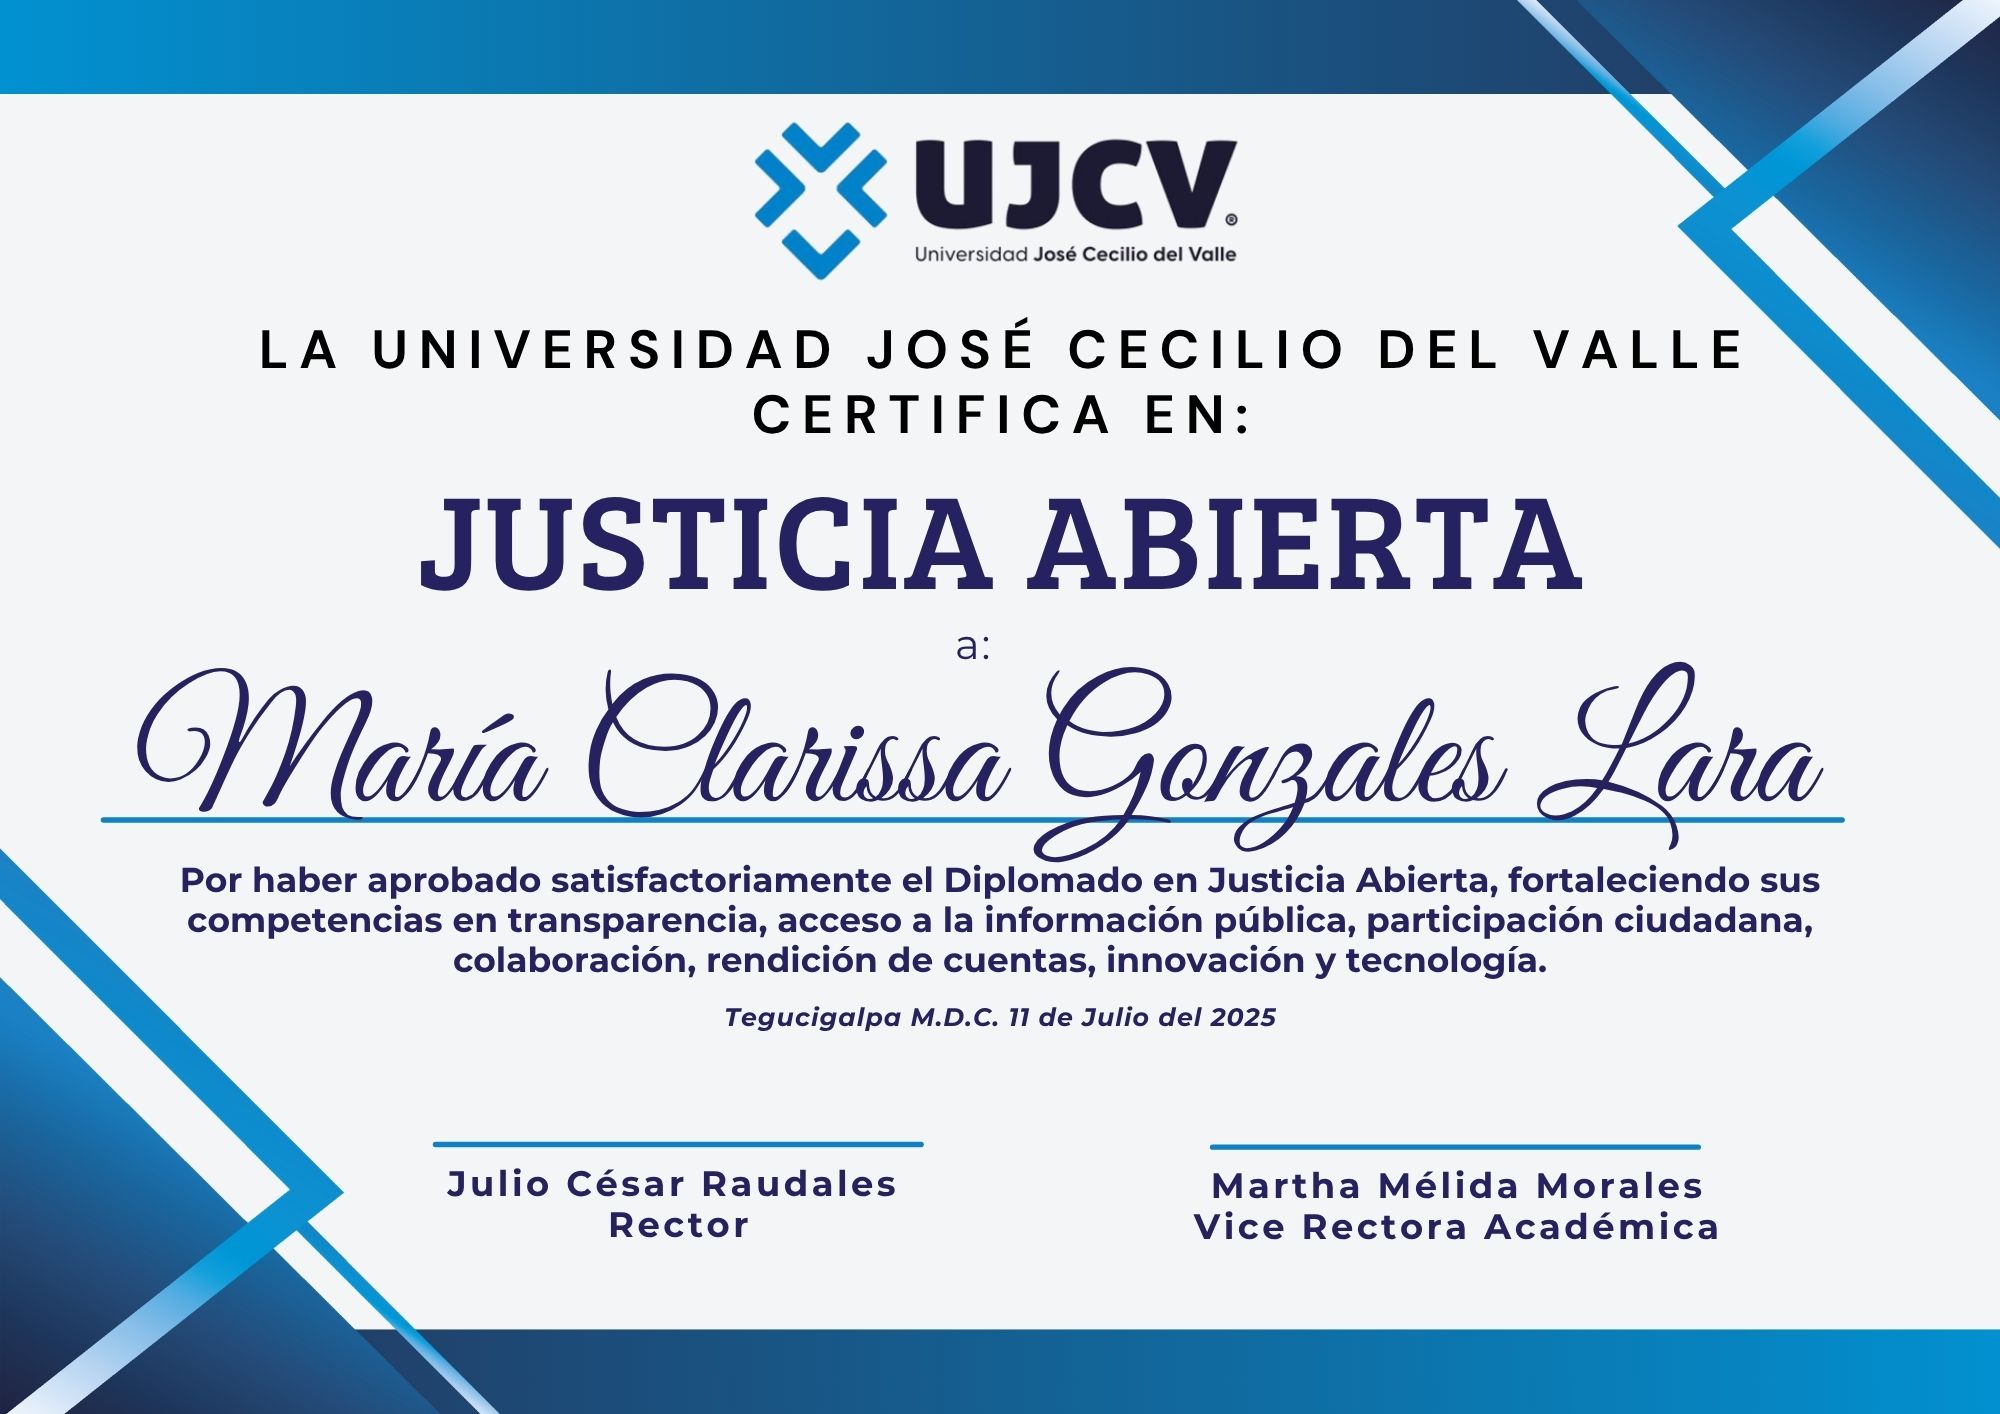 UJCV®
Universidad José Cecilio del Valle
LA UNIVERSIDAD JOSÉ CECILIO DEL VALLE
CERTIFICA EN:
JUSTICIA ABIERTA
a:
María Clarissa Gonzales Lara
Por haber aprobado satisfactoriamente el Diplomado en Justicia Abierta, fortaleciendo sus
competencias en transparencia, acceso a la información pública, participación ciudadana,
colaboración, rendición de cuentas, innovación y tecnología.
Tegucigalpa M.D.C. 11 de Julio del 2025
Julio César Raudales
Rector
Martha Mélida Morales
Vice Rectora Académica